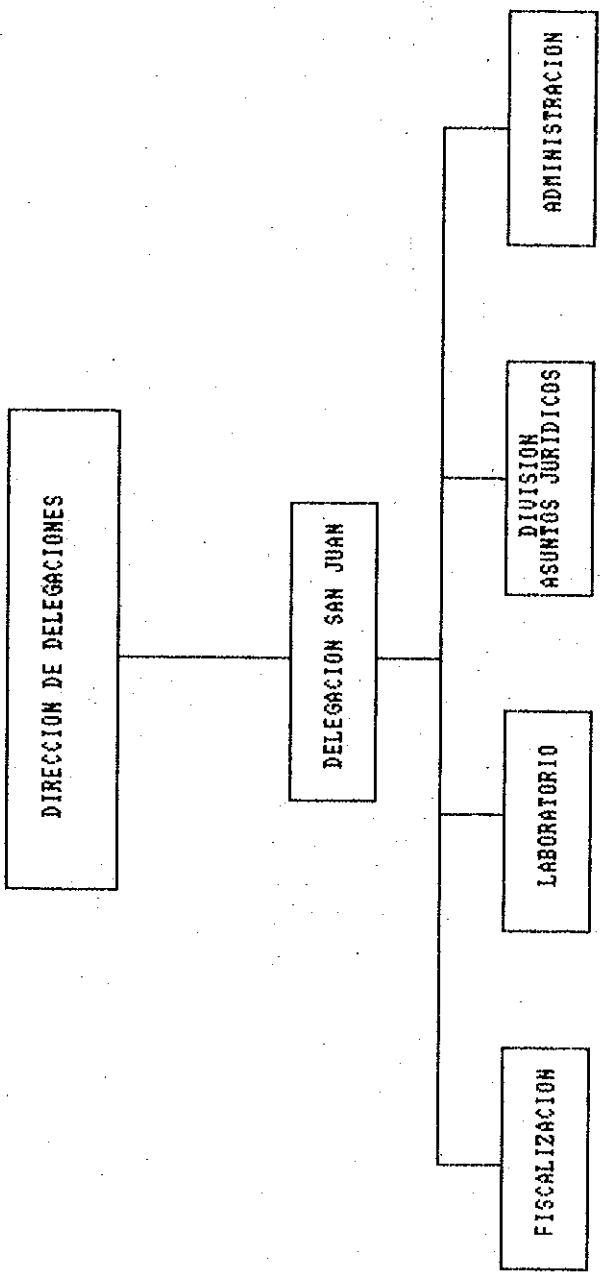 DIRECCION DE DELEGACIONES
DELEGACION SAN JUAN
FISCALIZACION
LABORATORIO
DIVISION
ASUNTOS JURIDICOS
ADMINISTRACION